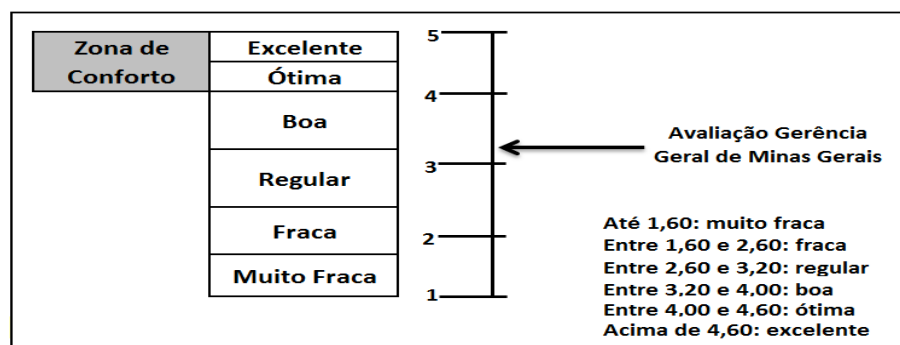 Zona de
Conforto
Excelente
Ótima
Boa
Regular
Fraca
Muito Fraca
5
4
3
2
1
Avaliação Gerência
Geral de Minas Gerais
Até 1,60: muito fraca
Entre 1,60 e 2,60: fraca
Entre 2,60 e 3,20: regular
Entre 3,20 e 4,00: boa
Entre 4,00 e 4,60: ótima
Acima de 4,60: excelente